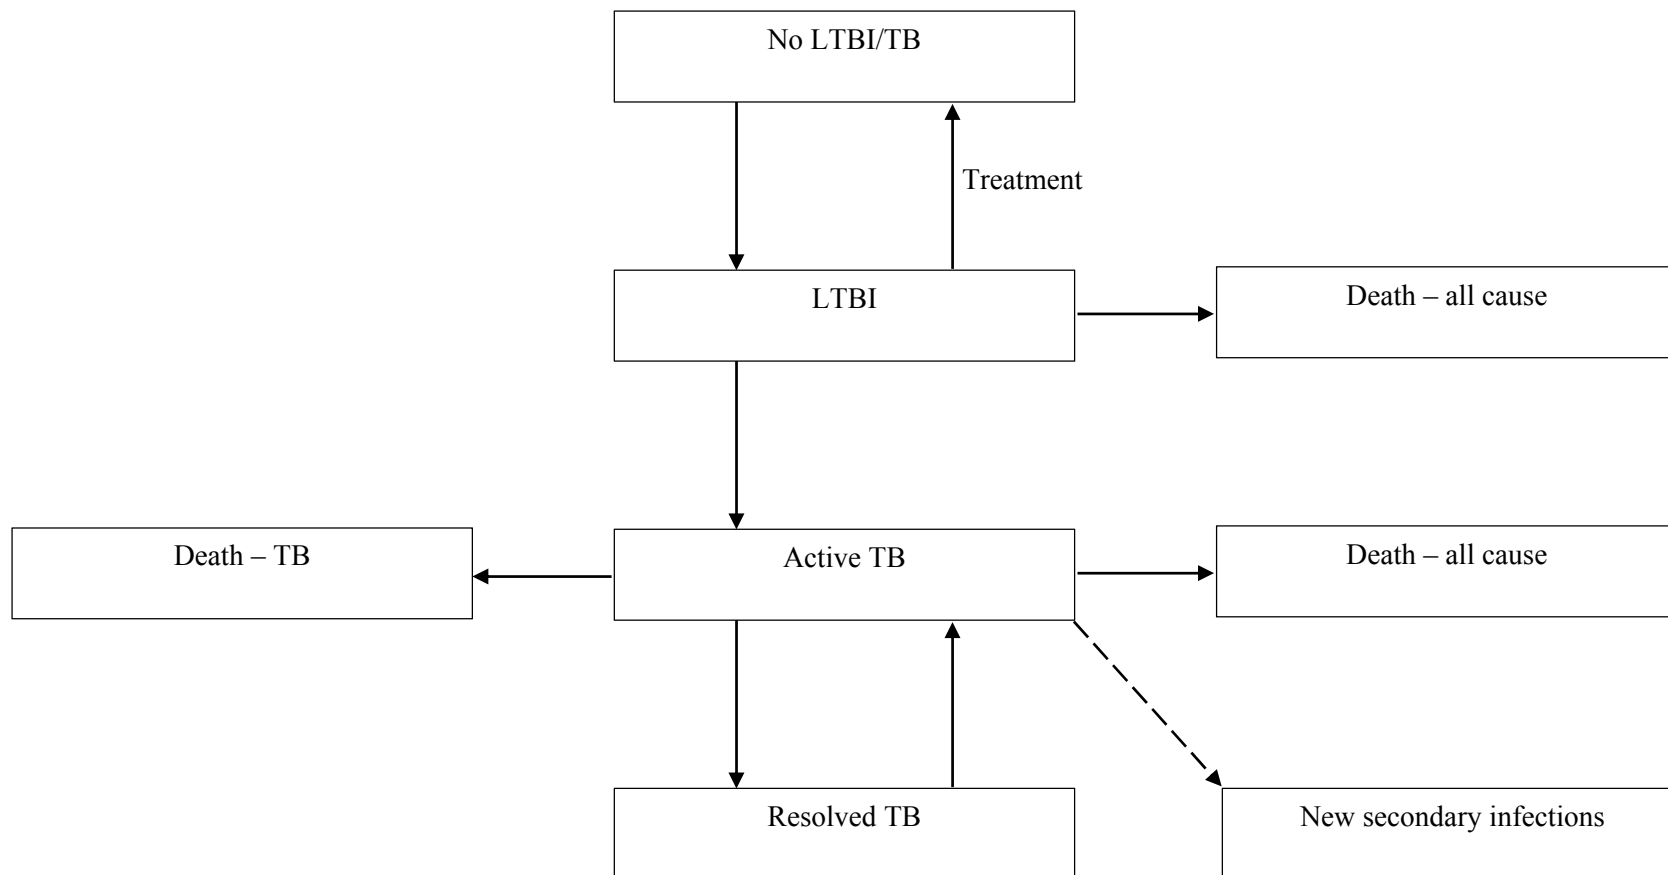 No LTBI/TB
Treatment
LTBI
Death – all cause
Death – TB
Active TB
Death – all cause
Resolved TB
New secondary infections